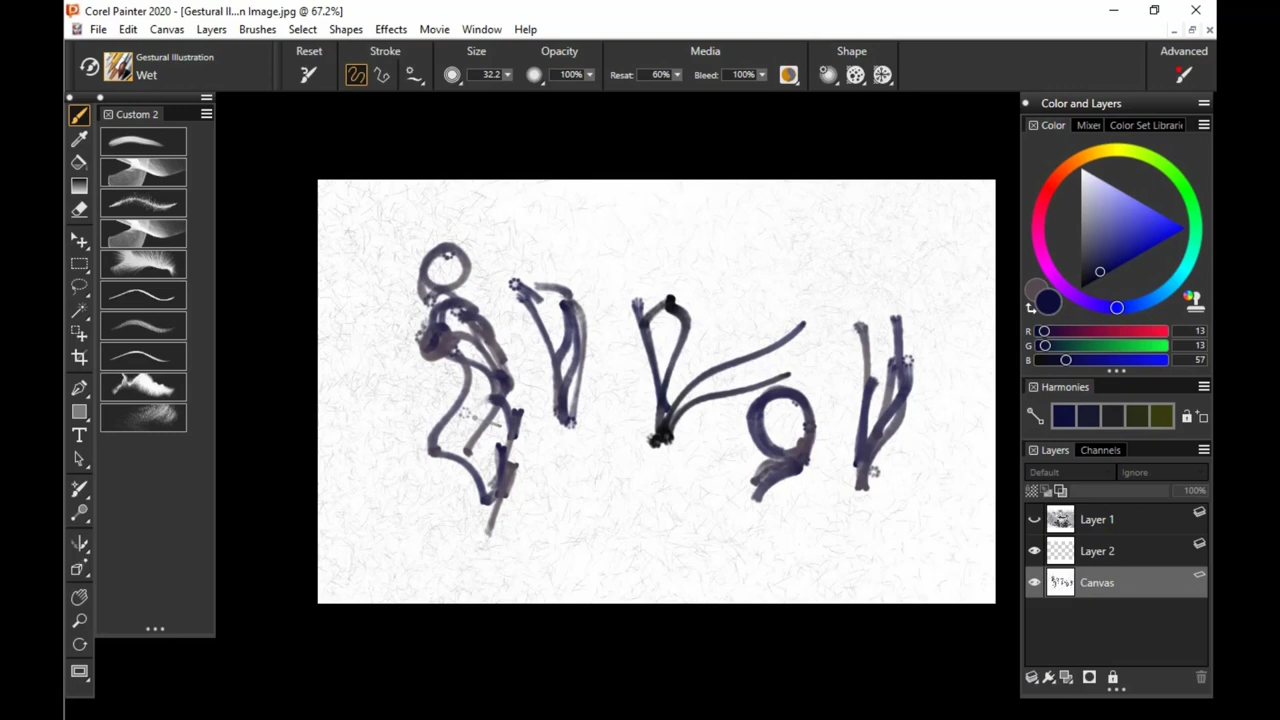 Corel Painter 2020 - [Gestural Il...n Image.jpg @ 67.2%]
File Edit Canvas Layers Brushes Select Shapes Effects Movie Window Help
Gestural Illustration
Wet
Reset Stroke Size Opacity Media Shape Advanced
32.2 100% Reset: 60% Bleed: 100%
Custom 2
Color and Layers
Color Mixer Color Set Librari
R 13
G 13
B 57
Harmonies
Layers Channels
Default Ignore
100%
Layer 1
Layer 2
Canvas